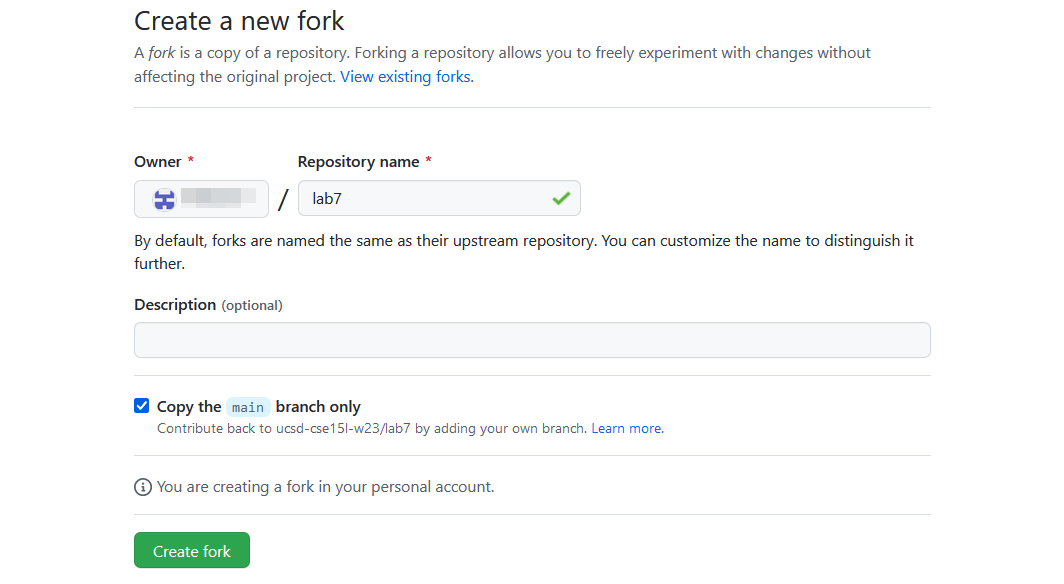 Create a new fork
A fork is a copy of a repository. Forking a repository allows you to freely experiment with changes without
affecting the original project. View existing forks.
Owner *
Repository name *
/
lab7
By default, forks are named the same as their upstream repository. You can customize the name to distinguish it
further.
Description (optional)
Copy the main branch only
Contribute back to ucsd-cse15l-w23/lab7 by adding your own branch. Learn more.
You are creating a fork in your personal account.
Create fork